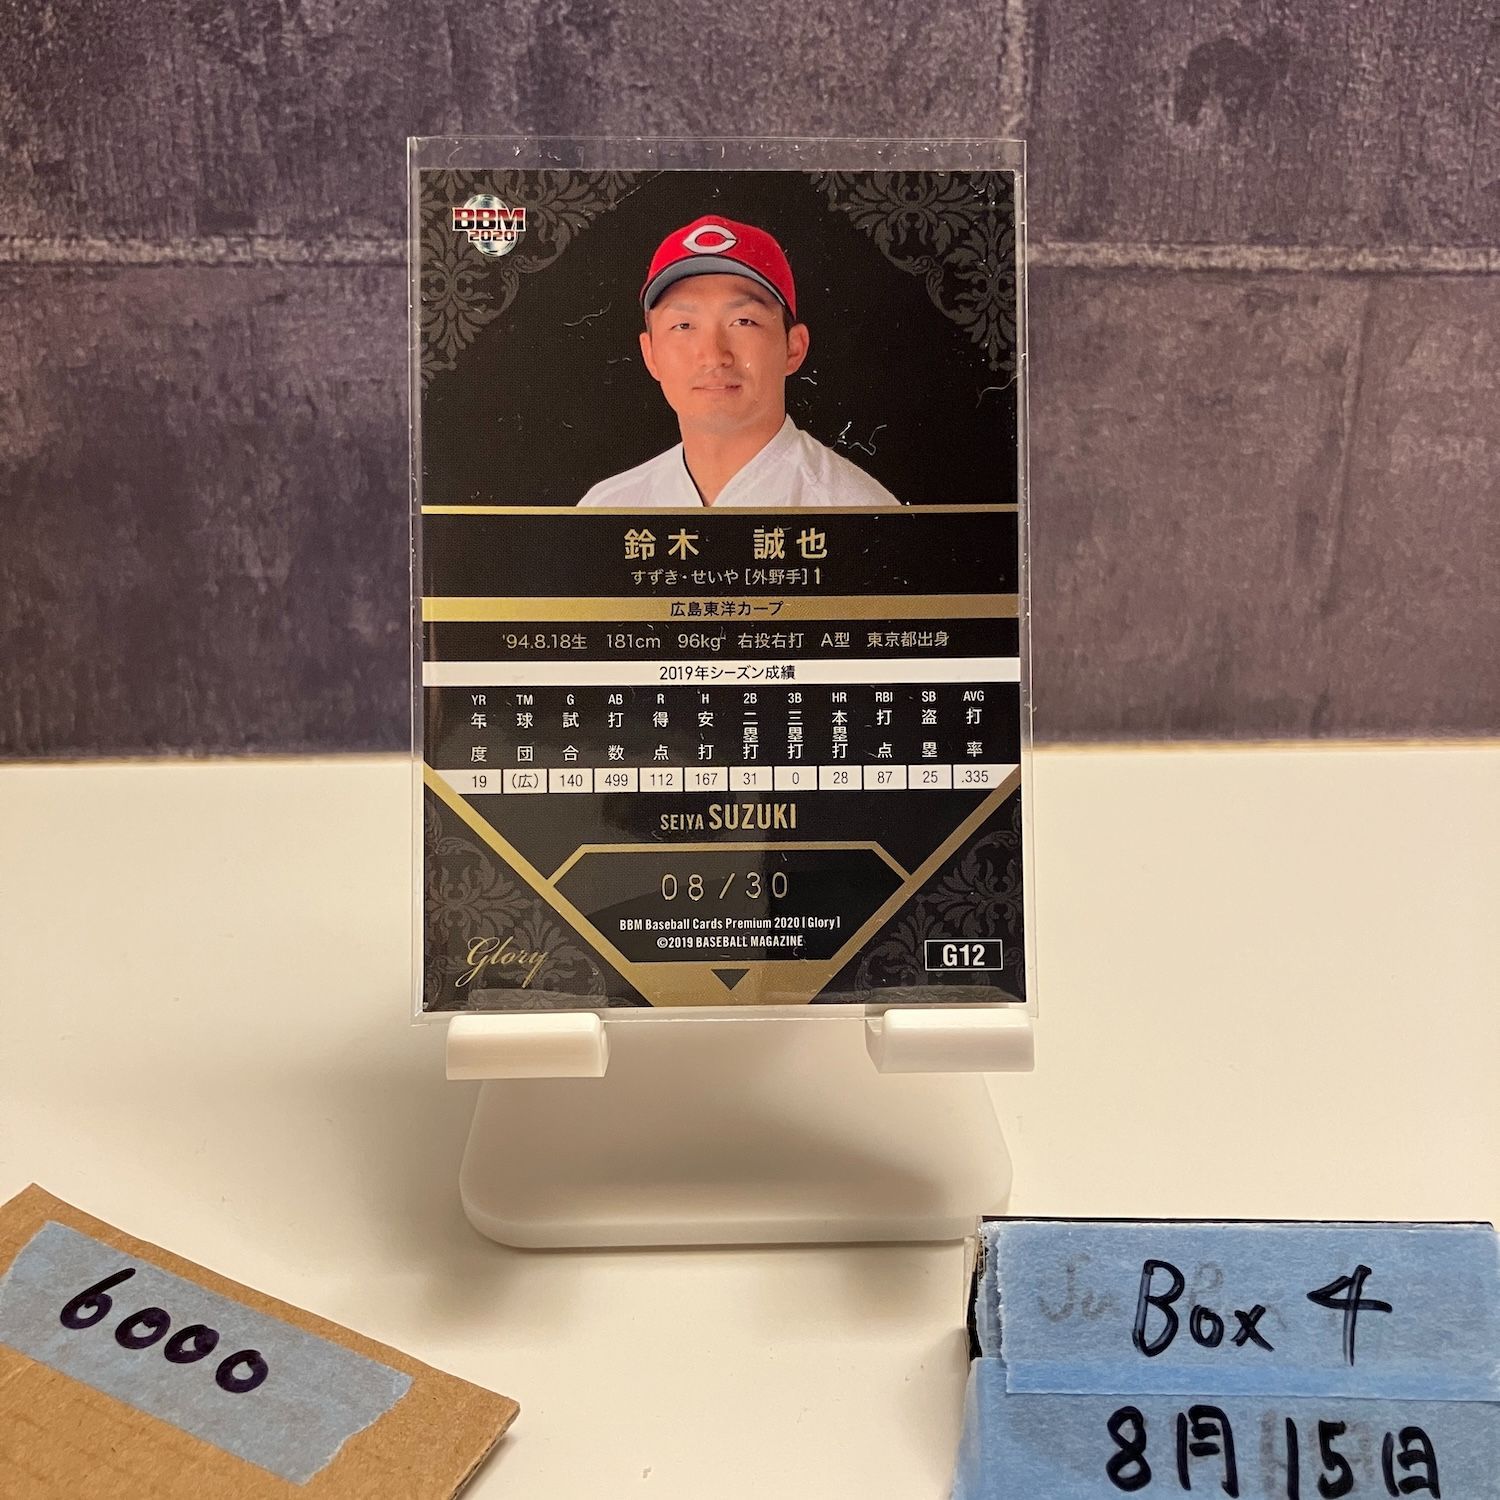 BBM
2020
鈴木 誠也
すずき・せいや [外野手] 1
広島東洋カープ
'94.8.18生 181cm 96kg 右投右打 A型 東京都出身
2019年シーズン成績
YR TM G AB R H 2B 3B HR RBI SB AVG
年度 球団 試合 打数 得点 安打 二塁打 三塁打 本塁打 打点 盗塁 打率
19 (広) 140 499 112 167 31 0 28 87 25 .335
SEIYA SUZUKI
08/30
BBM Baseball Cards Premium 2020 [Glory]
©2019 BASEBALL MAGAZINE
Glory
G12
6000
Box 4
8月15日